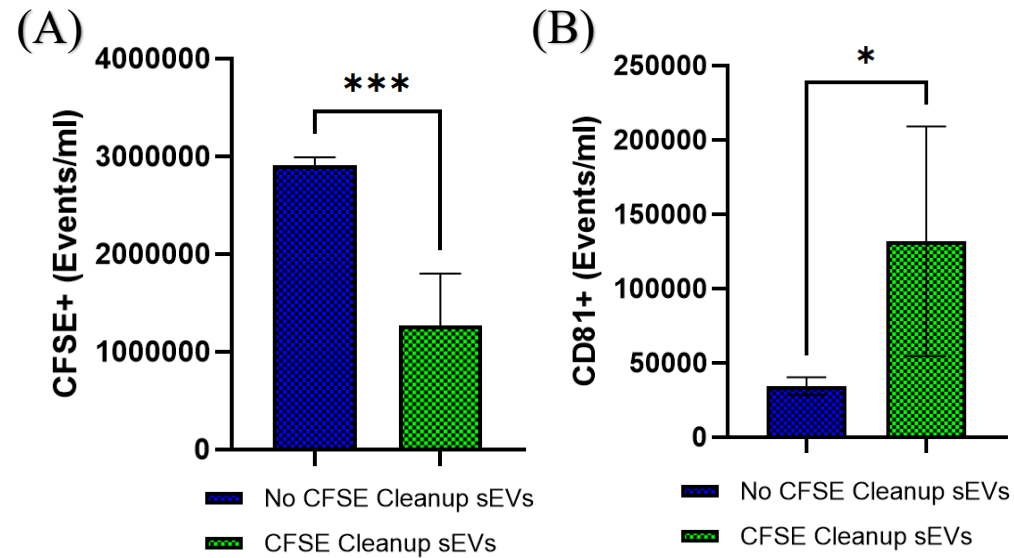 (A)
CFSE+ (Events/ml)
4000000
3000000
2000000
1000000
0
***
No CFSE Cleanup sEVs
CFSE Cleanup sEVs
(B)
CD81+ (Events/ml)
250000
200000
150000
100000
50000
0
*
No CFSE Cleanup sEVs
CFSE Cleanup sEVs